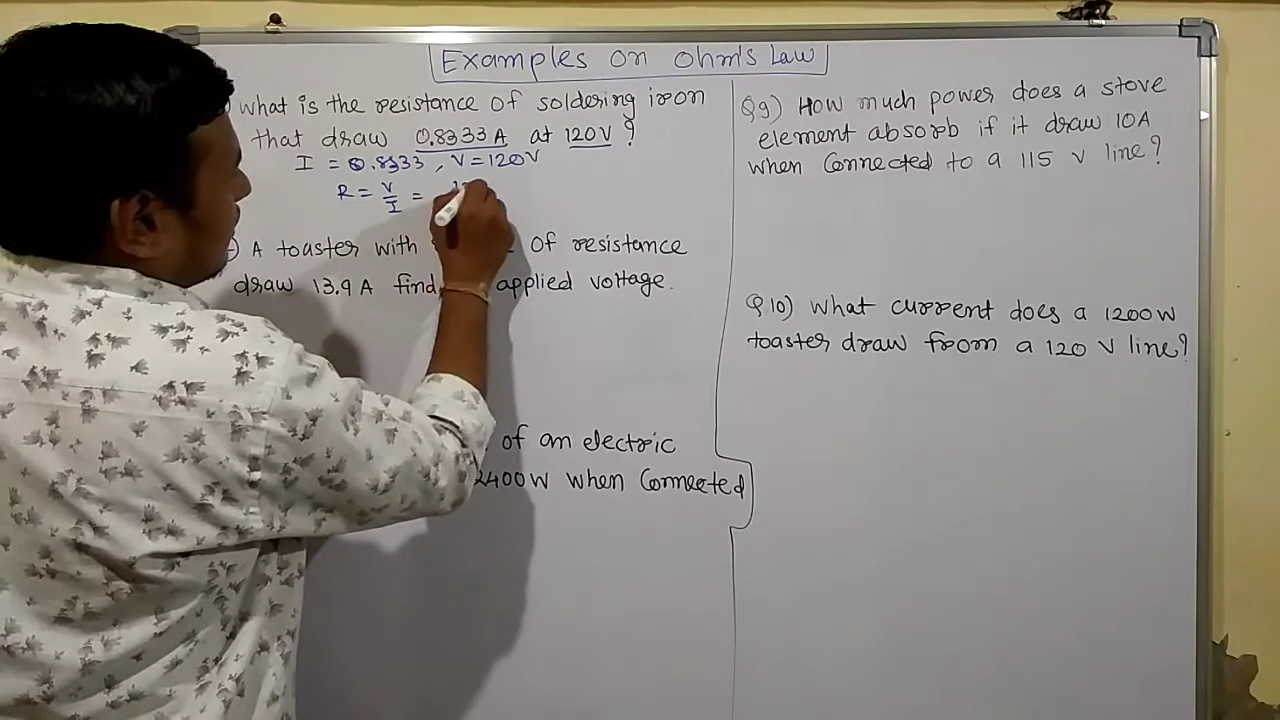 Examples on ohm's Law
what is the resistance of soldering iron
that draw 0.8333 A at 120V ?
I = 0.8333 , V = 120V
R = V/I =
A toaster with of resistance
draw 13.9 A find applied voltage.
of an electric
2400W when Connected
Q9) How much power does a stove
element absorb if it draw 10A
when Connected to a 115 V line?
Q10) What current does a 1200W
toaster draw from a 120 V line?